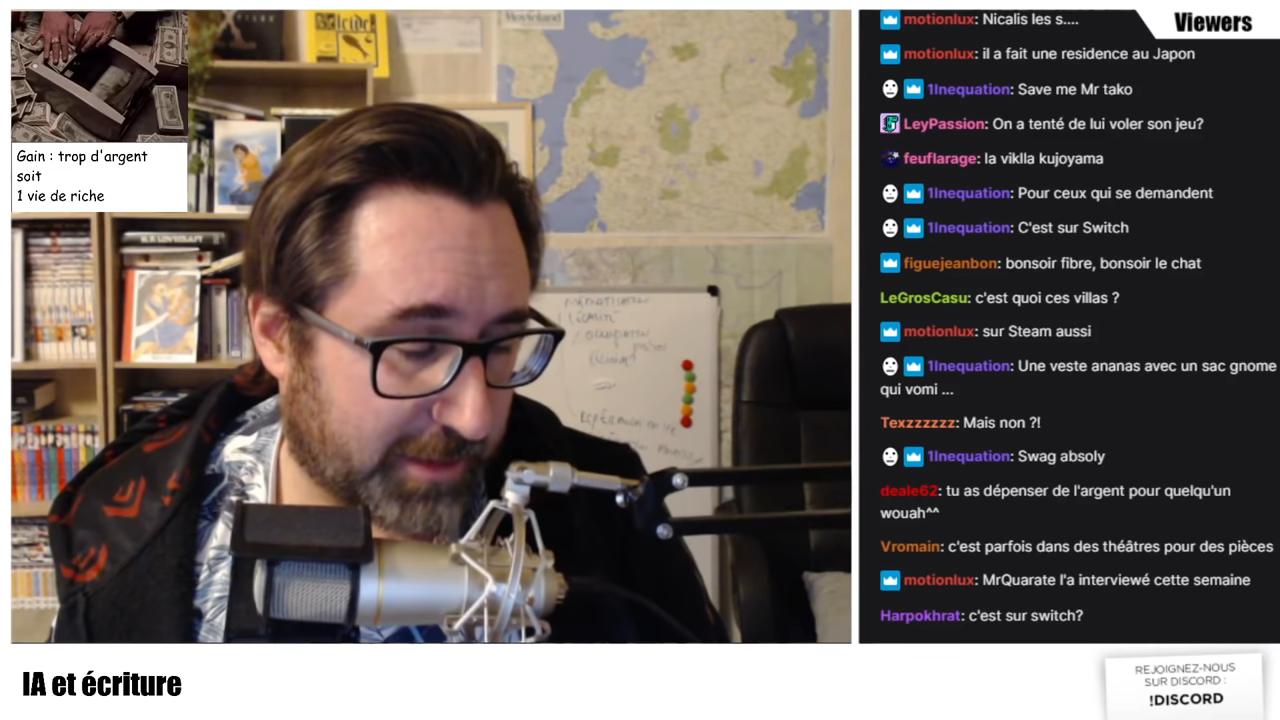 Gain : trop d'argent
soit
1 vie de riche
Viewers
motionlux: Nicalis les s....
motionlux: il a fait une residence au Japon
1Inequation: Save me Mr tako
LeyPassion: On a tenté de lui voler son jeu?
feuflarage: la viklla kujoyama
1Inequation: Pour ceux qui se demandent
1Inequation: C'est sur Switch
figuejeanbon: bonsoir fibre, bonsoir le chat
LeGrosCasu: c'est quoi ces villas ?
motionlux: sur Steam aussi
1Inequation: Une veste ananas avec un sac gnome
qui vomi ...
Texzzzzzz: Mais non ?!
1Inequation: Swag absoly
deale62: tu as dépenser de l'argent pour quelqu'un
wouah^^
Vromain: c'est parfois dans des théâtres pour des pièces
motionlux: MrQuarate l'a interviewé cette semaine
Harpokhrat: c'est sur switch?
IA et écriture
REJOIGNEZ-NOUS
SUR DISCORD :
!DISCORD